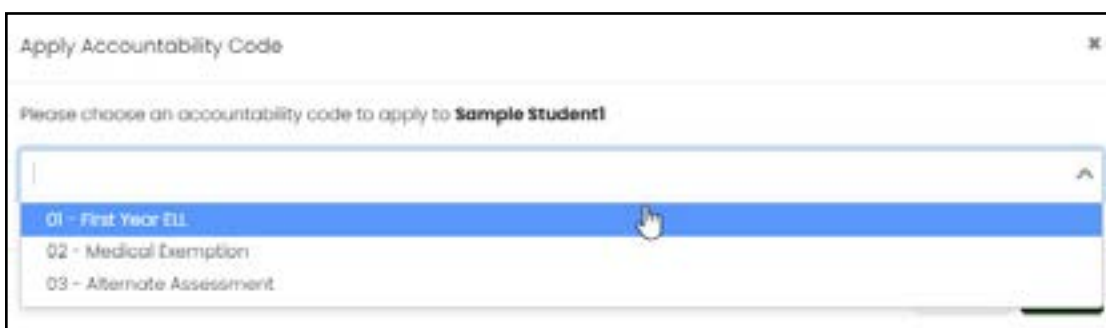 Apply Accountability Code
Please choose an accountability code to apply to Sample Student1
01 - First Year ELL
02 - Medical Exemption
03 - Alternate Assessment